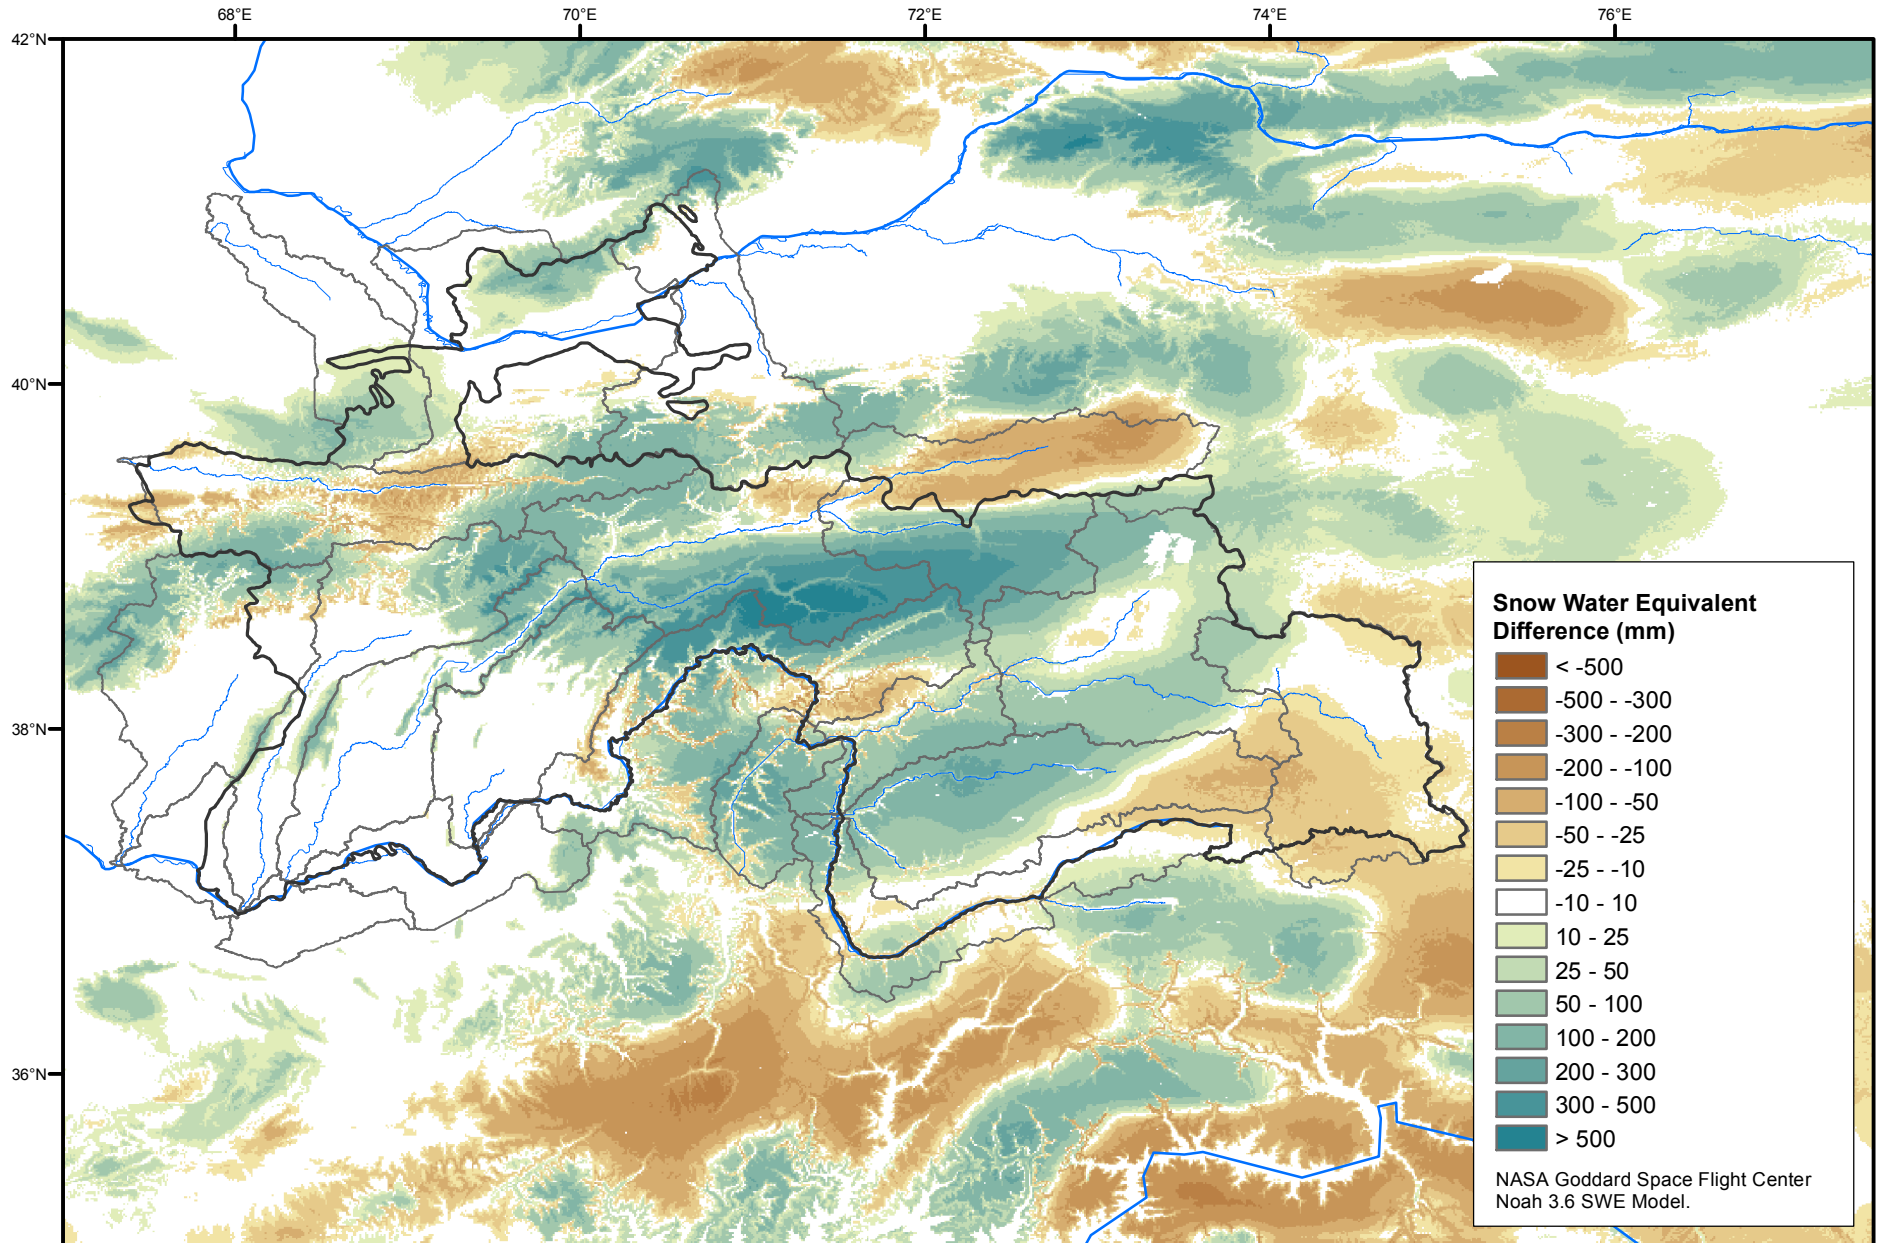 68°E
70°E
72°E
74°E
76°E
42°N
40°N
38°N
36°N
Snow Water Equivalent
Difference (mm)
< -500
-500 - -300
-300 - -200
-200 - -100
-100 - -50
-50 - -25
-25 - -10
-10 - 10
10 - 25
25 - 50
50 - 100
100 - 200
200 - 300
300 - 500
> 500
NASA Goddard Space Flight Center
Noah 3.6 SWE Model.